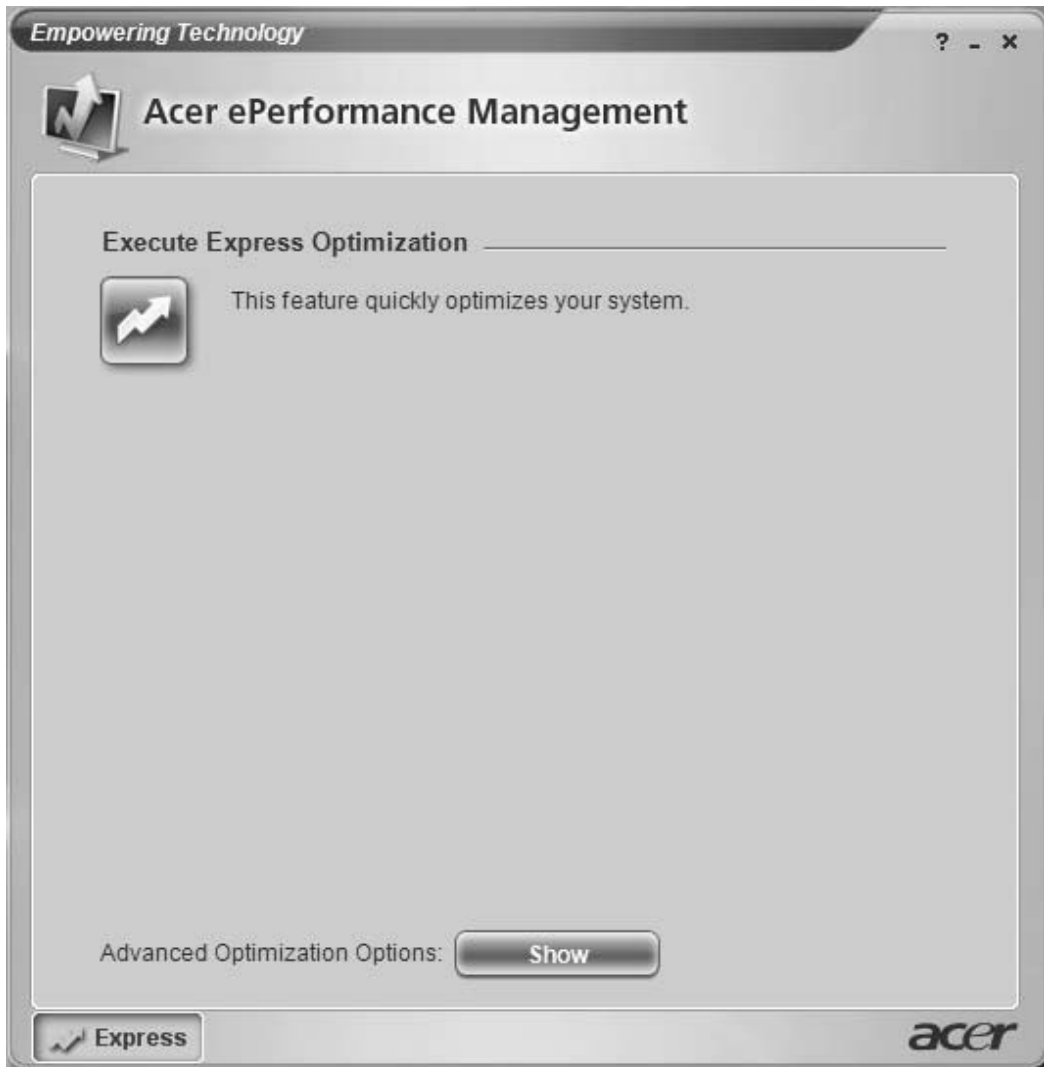 Empowering Technology
? - ×
Acer ePerformance Management
Execute Express Optimization
This feature quickly optimizes your system.
Advanced Optimization Options: Show
Express
acer